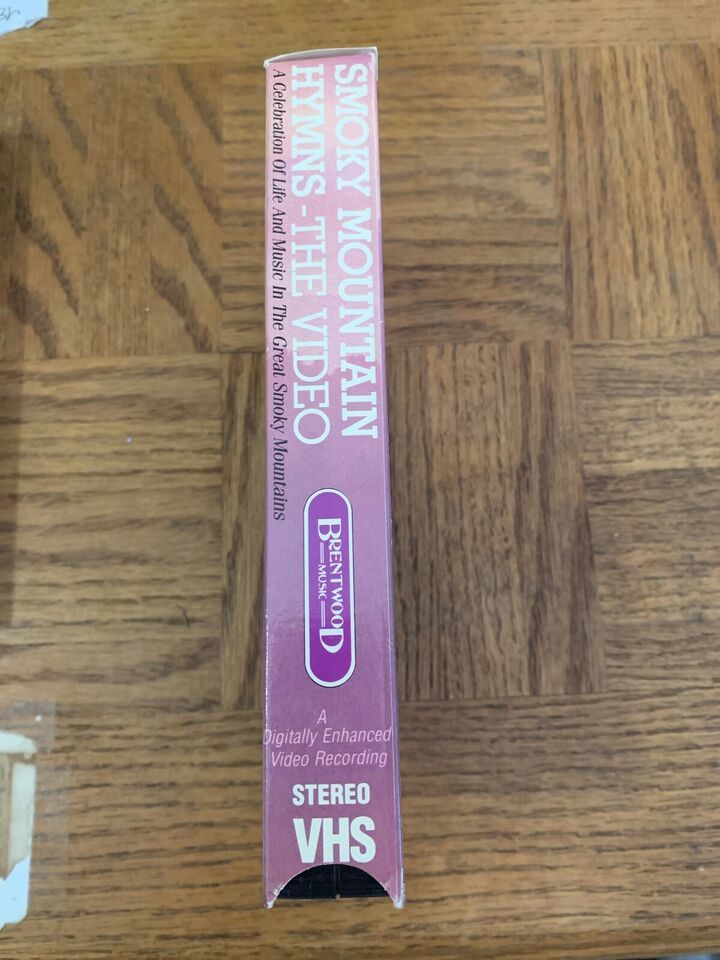 SMOKY MOUNTAIN
HYMNS - THE VIDEO
A Celebration Of Life And Music In The Great Smoky Mountains
BRENTWOOD
MUSIC
A
Digitally Enhanced
Video Recording
STEREO
VHS